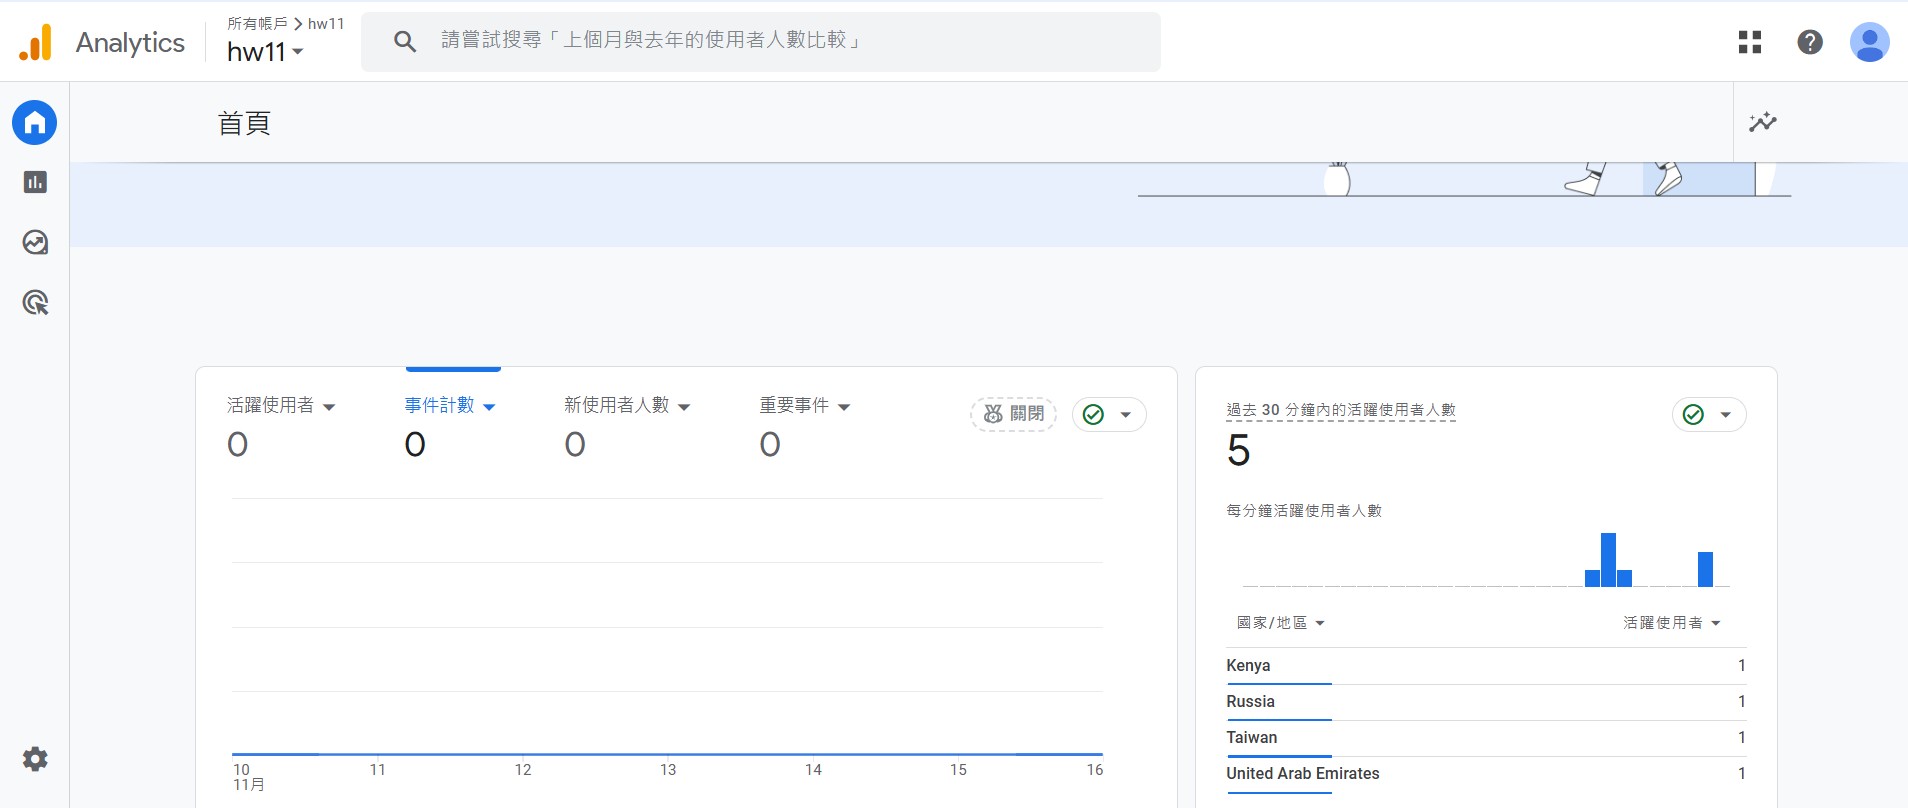 Analytics
所有帳戶 > hw11
hw11
請嘗試搜尋「上個月與去年的使用者人數比較」
首頁
活躍使用者
0
事件計數
0
新使用者人數
0
重要事件
0
關閉
10
11月
11
12
13
14
15
16
過去 30 分鐘內的活躍使用者人數
5
每分鐘活躍使用者人數
國家/地區 活躍使用者
Kenya 1
Russia 1
Taiwan 1
United Arab Emirates 1